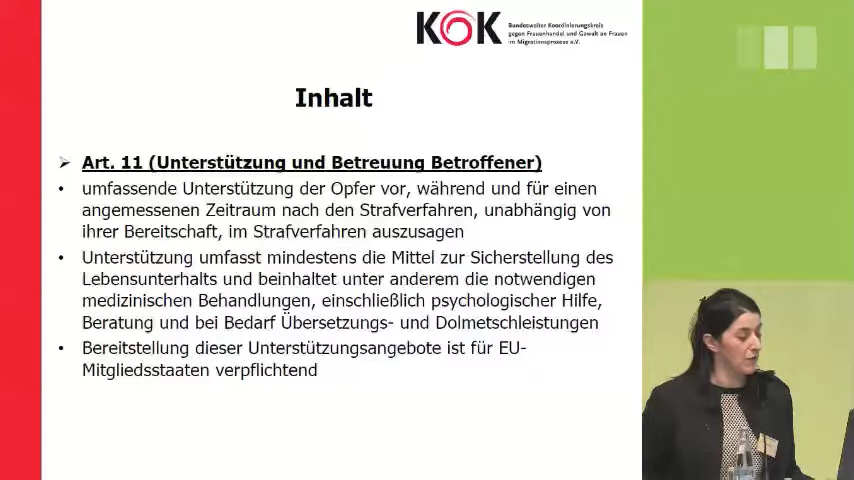 KOK
Bundesweiter Koordinierungskreis
gegen Frauenhandel und Gewalt an Frauen
im Migrationsprozess e.V.
Inhalt
➢ Art. 11 (Unterstützung und Betreuung Betroffener)
• umfassende Unterstützung der Opfer vor, während und für einen
angemessenen Zeitraum nach den Strafverfahren, unabhängig von
ihrer Bereitschaft, im Strafverfahren auszusagen
• Unterstützung umfasst mindestens die Mittel zur Sicherstellung des
Lebensunterhalts und beinhaltet unter anderem die notwendigen
medizinischen Behandlungen, einschließlich psychologischer Hilfe,
Beratung und bei Bedarf Übersetzungs- und Dolmetschleistungen
• Bereitstellung dieser Unterstützungsangebote ist für EU-
Mitgliedsstaaten verpflichtend